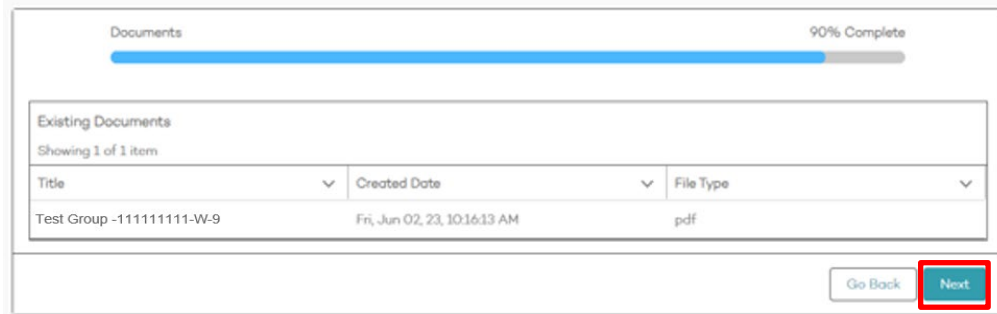 Documents 90% Complete
Existing Documents
Showing 1 of 1 item
Title Created Date File Type
Test Group -111111111-W-9 Fri, Jun 02, 23, 10:16:13 AM pdf
Go Back Next